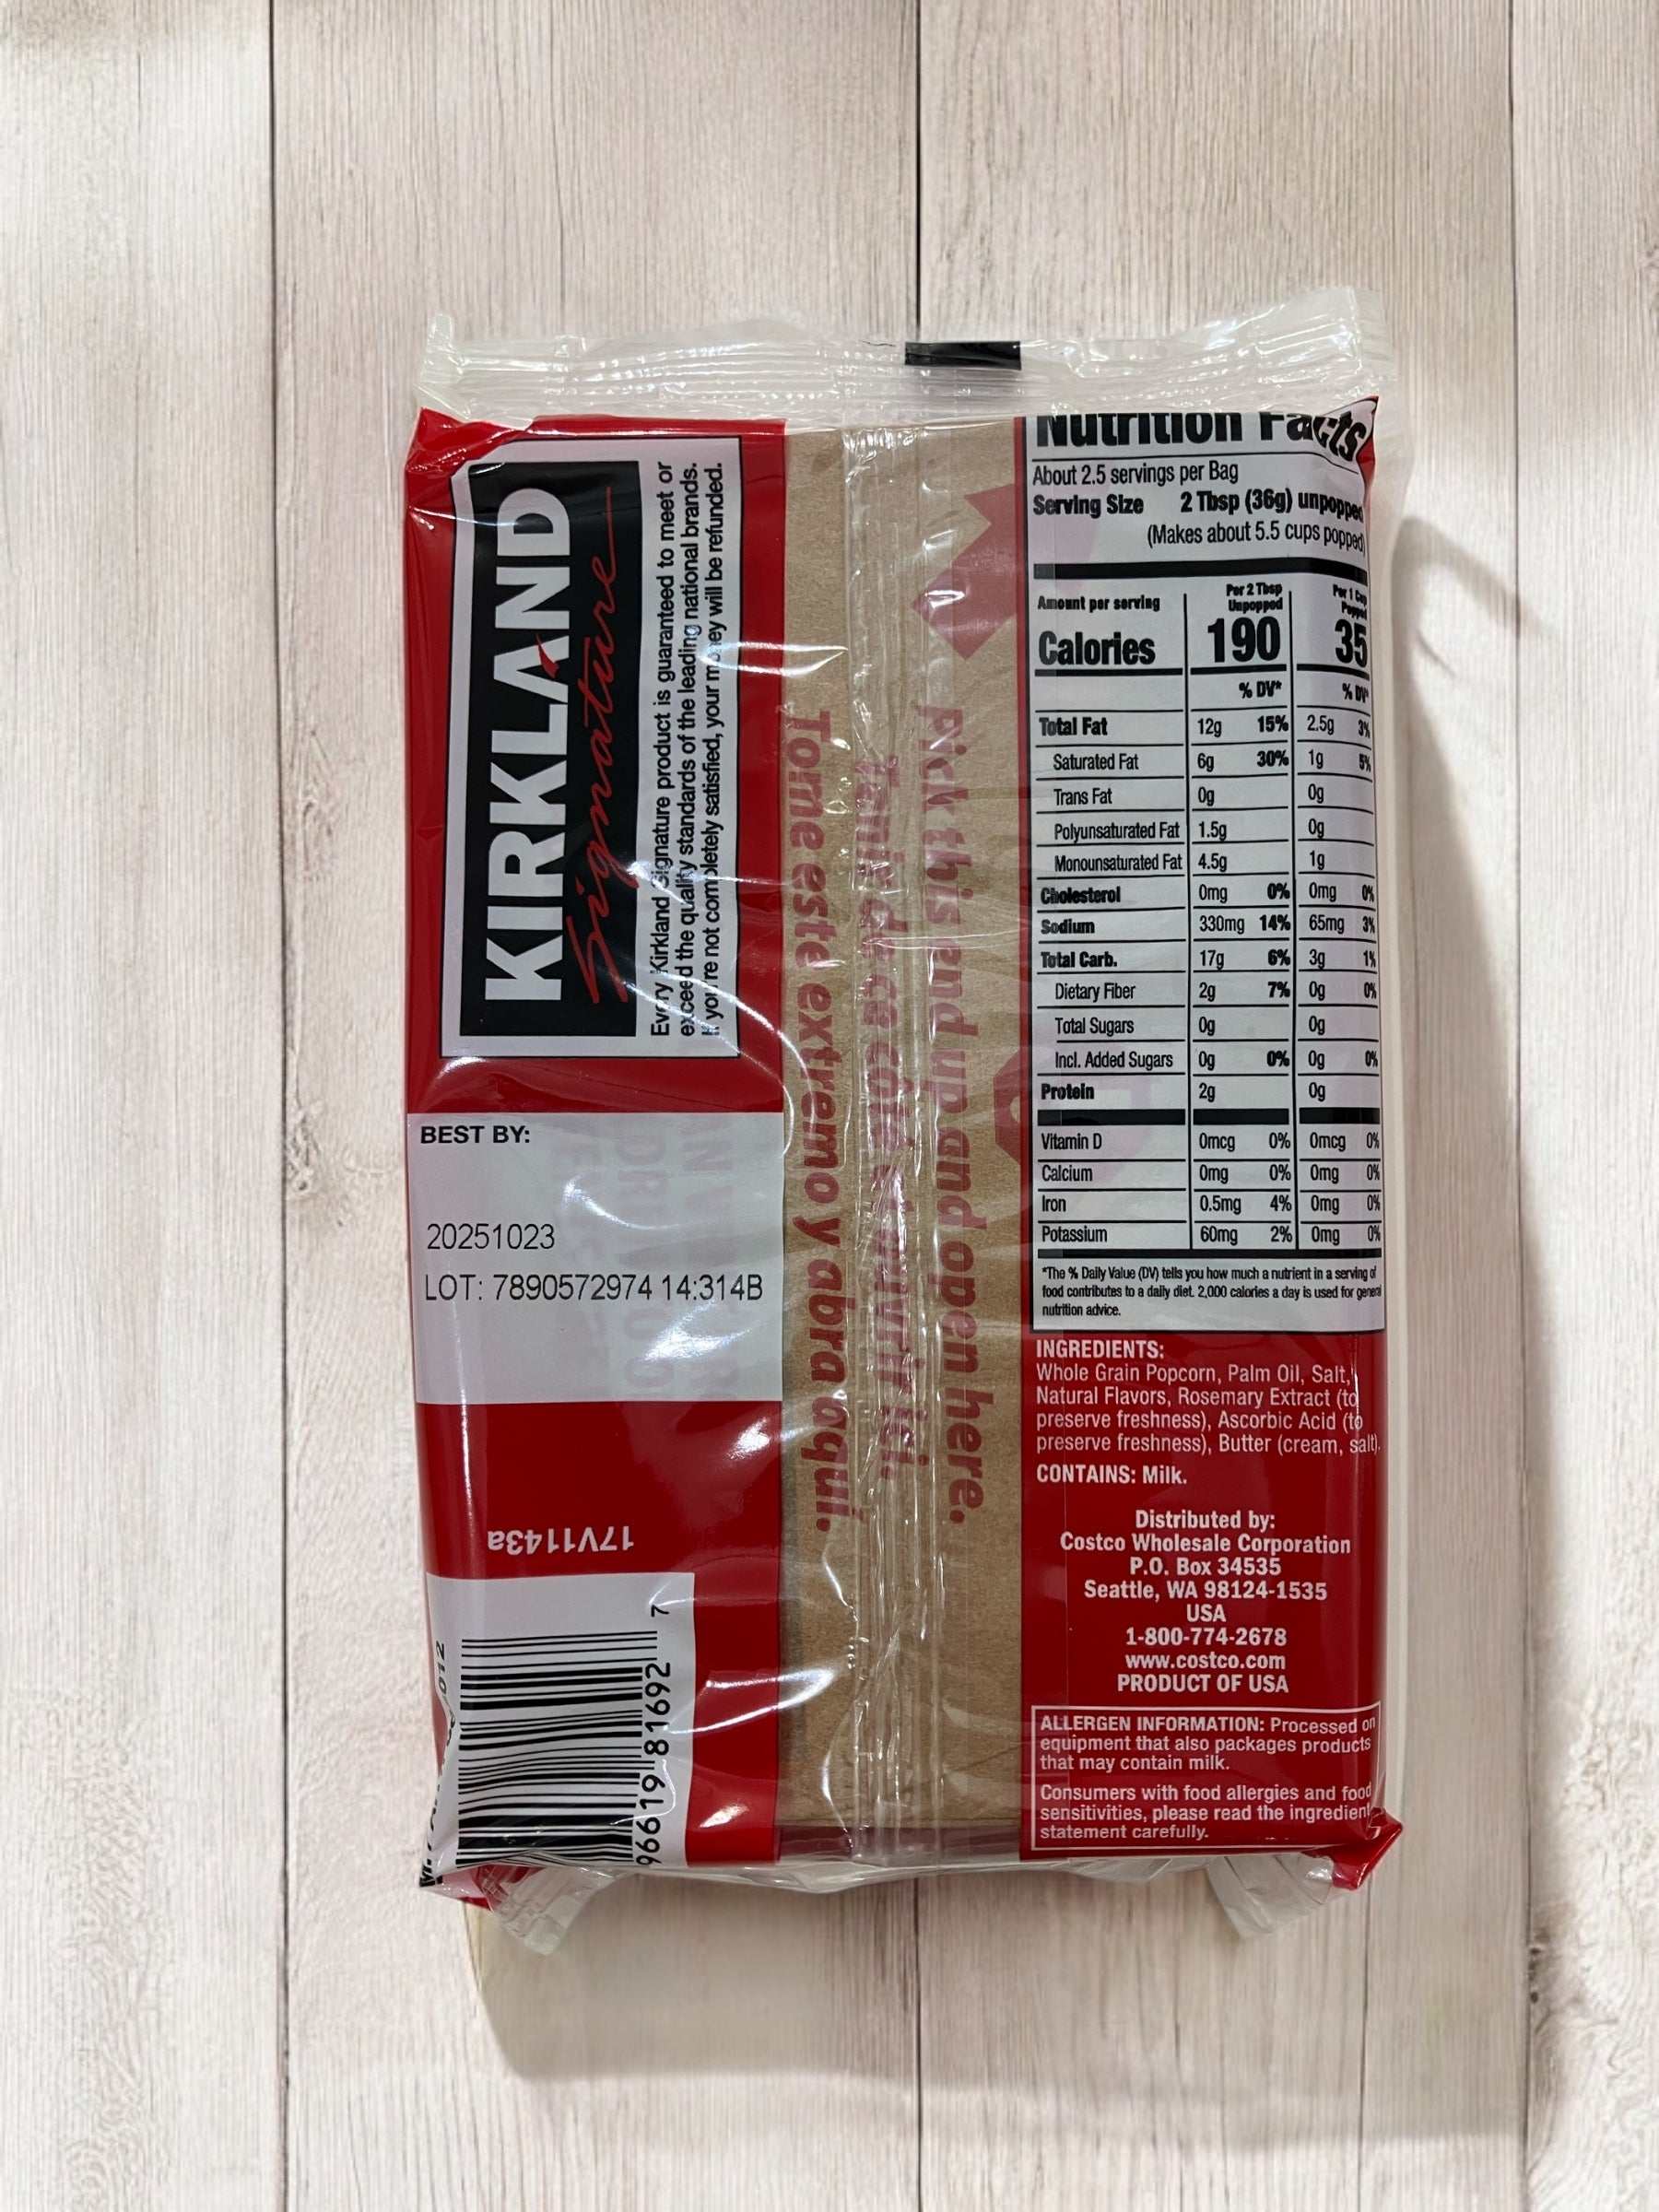 KIRKLAND
Signature
Every Kirkland Signature product is guaranteed to meet or
exceed the quality standards of the leading national brands.
If you're not completely satisfied, your money will be refunded.
BEST BY:
20251023
LOT: 7890572974 14:314B
17V1143a
012
96619 81692 7
Tome este extremo y abra aquí.
Pick this end up and open here.
Nutrition Facts
About 2.5 servings per Bag
Serving Size 2 Tbsp (36g) unpopped
(Makes about 5.5 cups popped)
Amount per serving Per 2 Tbsp Unpopped Per 1 Cup Popped
Calories 190 35
% DV* % DV*
Total Fat 12g 15% 2.5g 3%
Saturated Fat 6g 30% 1g 5%
Trans Fat 0g 0g
Polyunsaturated Fat 1.5g 0g
Monounsaturated Fat 4.5g 1g
Cholesterol 0mg 0% 0mg 0%
Sodium 330mg 14% 65mg 3%
Total Carb. 17g 6% 3g 1%
Dietary Fiber 2g 7% 0g 0%
Total Sugars 0g 0g
Incl. Added Sugars 0g 0% 0g 0%
Protein 2g 0g
Vitamin D 0mcg 0% 0mcg 0%
Calcium 0mg 0% 0mg 0%
Iron 0.5mg 4% 0mg 0%
Potassium 60mg 2% 0mg 0%
*The % Daily Value (DV) tells you how much a nutrient in a serving of
food contributes to a daily diet. 2,000 calories a day is used for general
nutrition advice.
INGREDIENTS:
Whole Grain Popcorn, Palm Oil, Salt,
Natural Flavors, Rosemary Extract (to
preserve freshness), Ascorbic Acid (to
preserve freshness), Butter (cream, salt).
CONTAINS: Milk.
Distributed by:
Costco Wholesale Corporation
P.O. Box 34535
Seattle, WA 98124-1535
USA
1-800-774-2678
www.costco.com
PRODUCT OF USA
ALLERGEN INFORMATION: Processed on
equipment that also packages products
that may contain milk.
Consumers with food allergies and food
sensitivities, please read the ingredient
statement carefully.